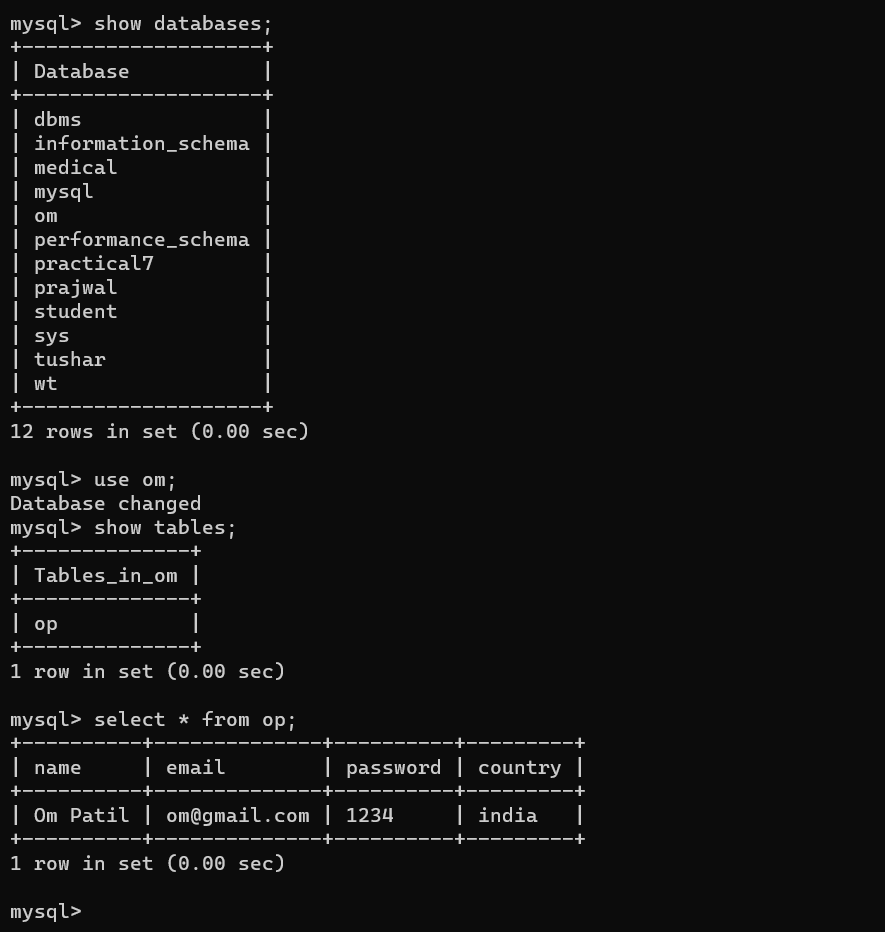 mysql> show databases;
+--------------------+
| Database           |
+--------------------+
| dbms               |
| information_schema |
| medical            |
| mysql              |
| om                 |
| performance_schema |
| practical7         |
| prajwal            |
| student            |
| sys                |
| tushar             |
| wt                 |
+--------------------+
12 rows in set (0.00 sec)

mysql> use om;
Database changed
mysql> show tables;
+--------------+
| Tables_in_om |
+--------------+
| op           |
+--------------+
1 row in set (0.00 sec)

mysql> select * from op;
+----------+--------------+----------+---------+
| name     | email        | password | country |
+----------+--------------+----------+---------+
| Om Patil | om@gmail.com | 1234     | india   |
+----------+--------------+----------+---------+
1 row in set (0.00 sec)

mysql>